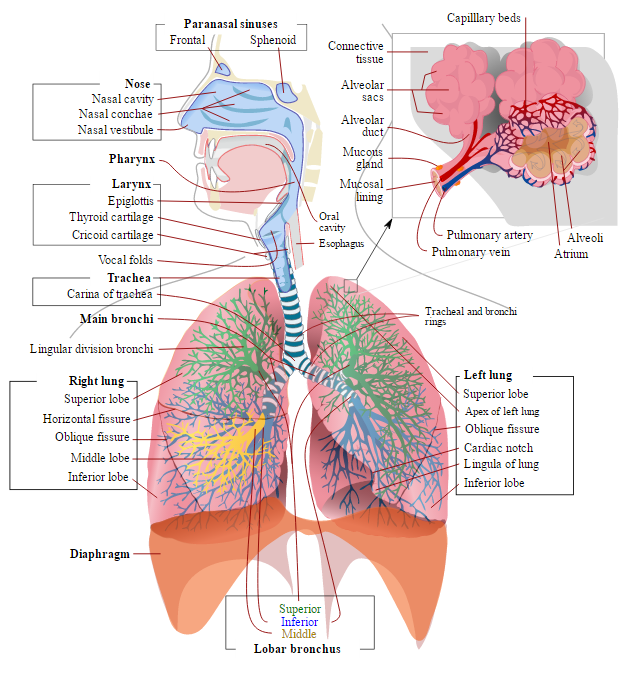 Paranasal sinuses
Frontal
Sphenoid
Nose
Nasal cavity
Nasal conchae
Nasal vestibule
Pharynx
Larynx
Epiglottis
Thyroid cartilage
Cricoid cartilage
Vocal folds
Trachea
Carina of trachea
Main bronchi
Lingular division bronchi
Right lung
Superior lobe
Horizontal fissure
Oblique fissure
Middle lobe
Inferior lobe
Diaphragm
Capilllary beds
Connective
tissue
Alveolar
sacs
Alveolar
duct
Mucous
gland
Mucosal
lining
Pulmonary artery
Pulmonary vein
Alveoli
Atrium
Oral
cavity
Esophagus
Tracheal and bronchi
rings
Left lung
Superior lobe
Apex of left lung
Oblique fissure
Cardiac notch
Lingula of lung
Inferior lobe
Superior
Inferior
Middle
Lobar bronchus